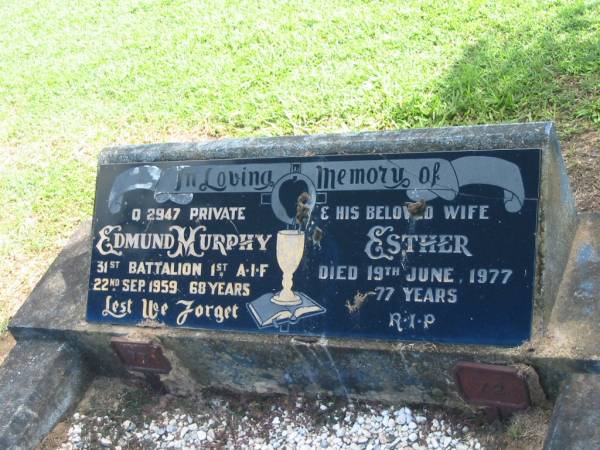 In Loving Memory of
Q 2947 PRIVATE
EDMUND MURPHY
31ST BATTALION 1ST A·I·F
22ND SEP 1959 68 YEARS
Lest We Forget
& HIS BELOVED WIFE
ESTHER
DIED 19TH JUNE, 1977
77 YEARS
R·I·P
72